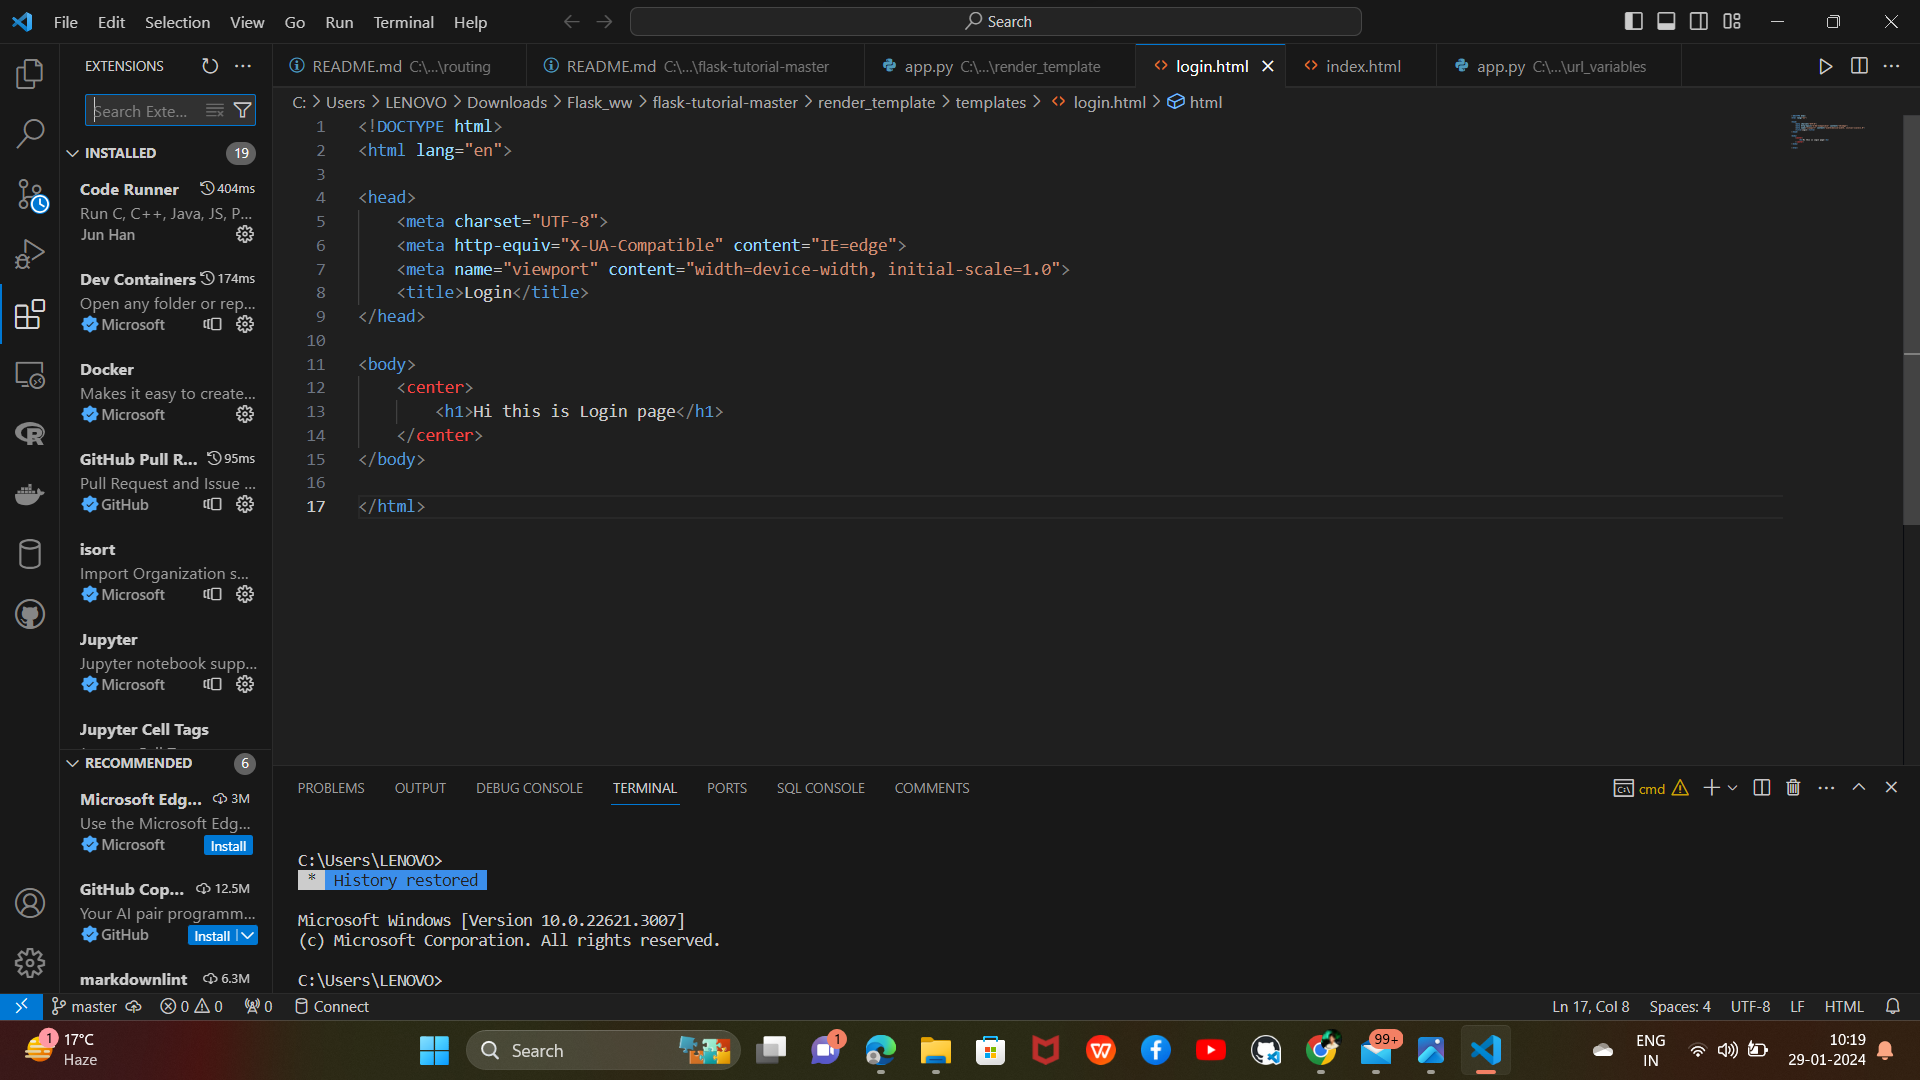 File Edit Selection View Go Run Terminal Help
Search
EXTENSIONS
README.md C:\...\routing
README.md C:\...\flask-tutorial-master
app.py C:\...\render_template
login.html
index.html
app.py C:\...\url_variables
Search Exte...
C: > Users > LENOVO > Downloads > Flask_ww > flask-tutorial-master > render_template > templates > login.html > html
INSTALLED 19
Code Runner 404ms
Run C, C++, Java, JS, P...
Jun Han
Dev Containers 174ms
Open any folder or rep...
Microsoft
Docker
Makes it easy to create...
Microsoft
GitHub Pull R... 95ms
Pull Request and Issue ...
GitHub
isort
Import Organization s...
Microsoft
Jupyter
Jupyter notebook supp...
Microsoft
Jupyter Cell Tags
RECOMMENDED 6
Microsoft Edg... 3M
Use the Microsoft Edg...
Microsoft Install
GitHub Cop... 12.5M
Your AI pair programm...
GitHub Install
markdownlint 6.3M
1 <!DOCTYPE html>
2 <html lang="en">
3
4 <head>
5 <meta charset="UTF-8">
6 <meta http-equiv="X-UA-Compatible" content="IE=edge">
7 <meta name="viewport" content="width=device-width, initial-scale=1.0">
8 <title>Login</title>
9 </head>
10
11 <body>
12 <center>
13 <h1>Hi this is Login page</h1>
14 </center>
15 </body>
16
17 </html>
PROBLEMS OUTPUT DEBUG CONSOLE TERMINAL PORTS SQL CONSOLE COMMENTS
cmd
C:\Users\LENOVO>
* History restored
Microsoft Windows [Version 10.0.22621.3007]
(c) Microsoft Corporation. All rights reserved.
C:\Users\LENOVO>
master 0 0 0 Connect
Ln 17, Col 8 Spaces: 4 UTF-8 LF HTML
1 17°C
Haze
Search
1
99+
ENG
IN
10:19
29-01-2024